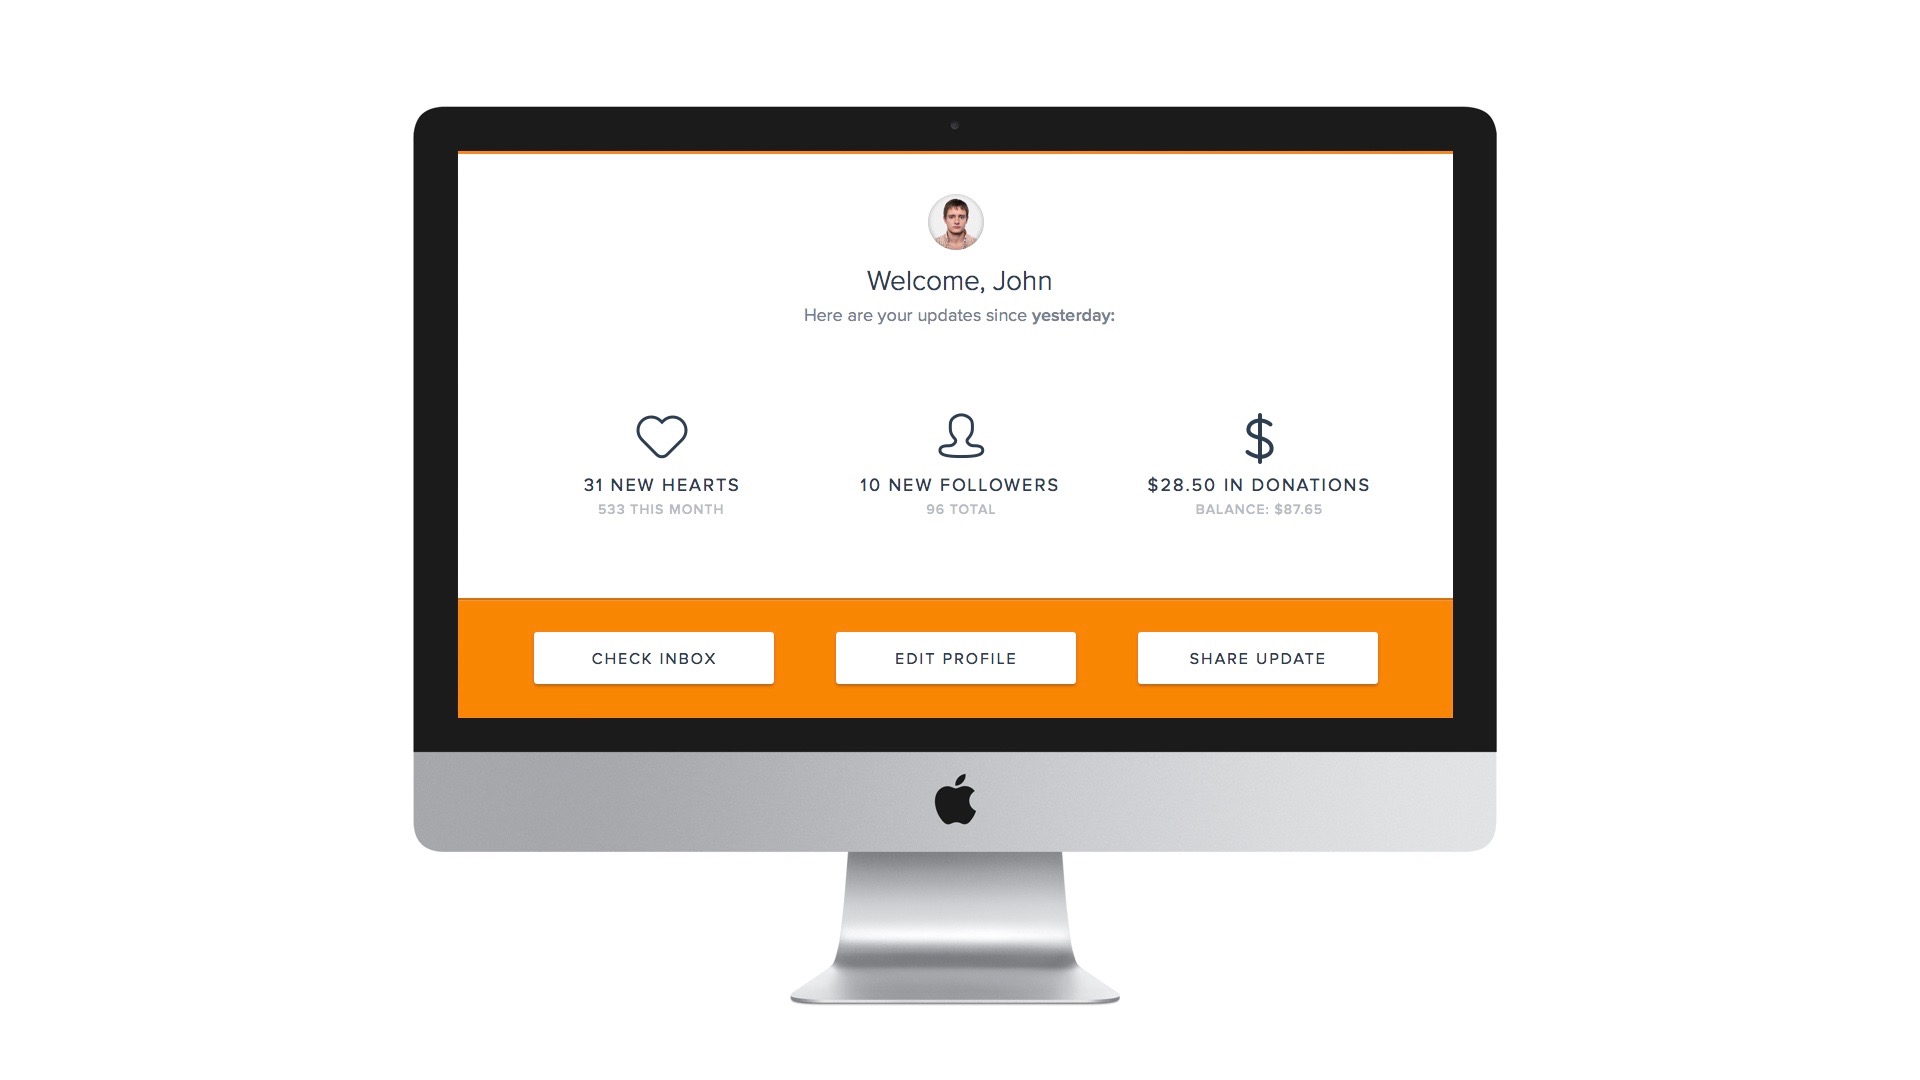 Welcome, John
Here are your updates since yesterday:
31 NEW HEARTS
533 THIS MONTH
10 NEW FOLLOWERS
96 TOTAL
$28.50 IN DONATIONS
BALANCE: $87.65
CHECK INBOX
EDIT PROFILE
SHARE UPDATE